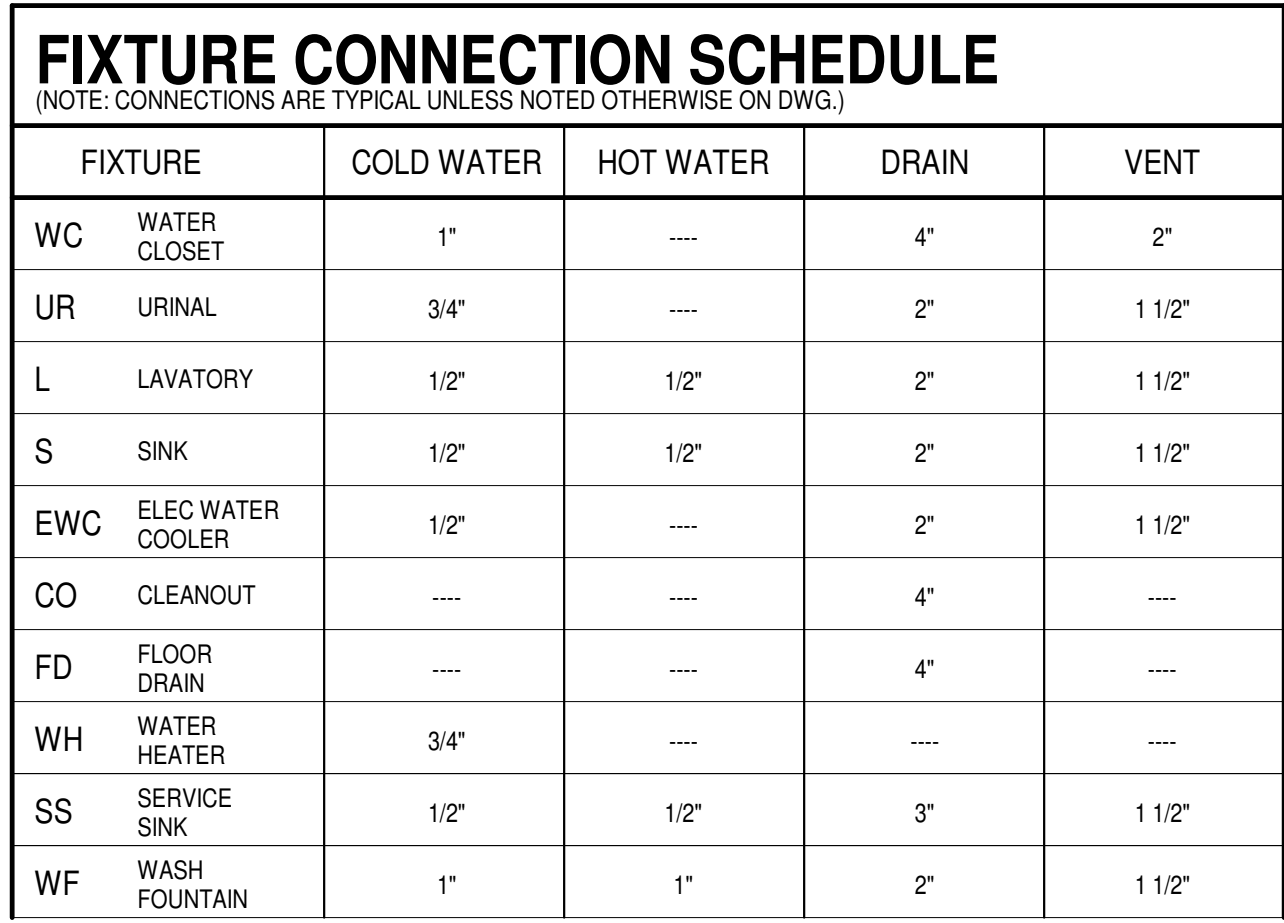 FIXTURE CONNECTION SCHEDULE
(NOTE: CONNECTIONS ARE TYPICAL UNLESS NOTED OTHERWISE ON DWG.)
FIXTURE COLD WATER HOT WATER DRAIN VENT
WC WATER CLOSET 1" ---- 4" 2"
UR URINAL 3/4" ---- 2" 1 1/2"
L LAVATORY 1/2" 1/2" 2" 1 1/2"
S SINK 1/2" 1/2" 2" 1 1/2"
EWC ELEC WATER COOLER 1/2" ---- 2" 1 1/2"
CO CLEANOUT ---- ---- 4" ----
FD FLOOR DRAIN ---- ---- 4" ----
WH WATER HEATER 3/4" ---- ---- ----
SS SERVICE SINK 1/2" 1/2" 3" 1 1/2"
WF WASH FOUNTAIN 1" 1" 2" 1 1/2"